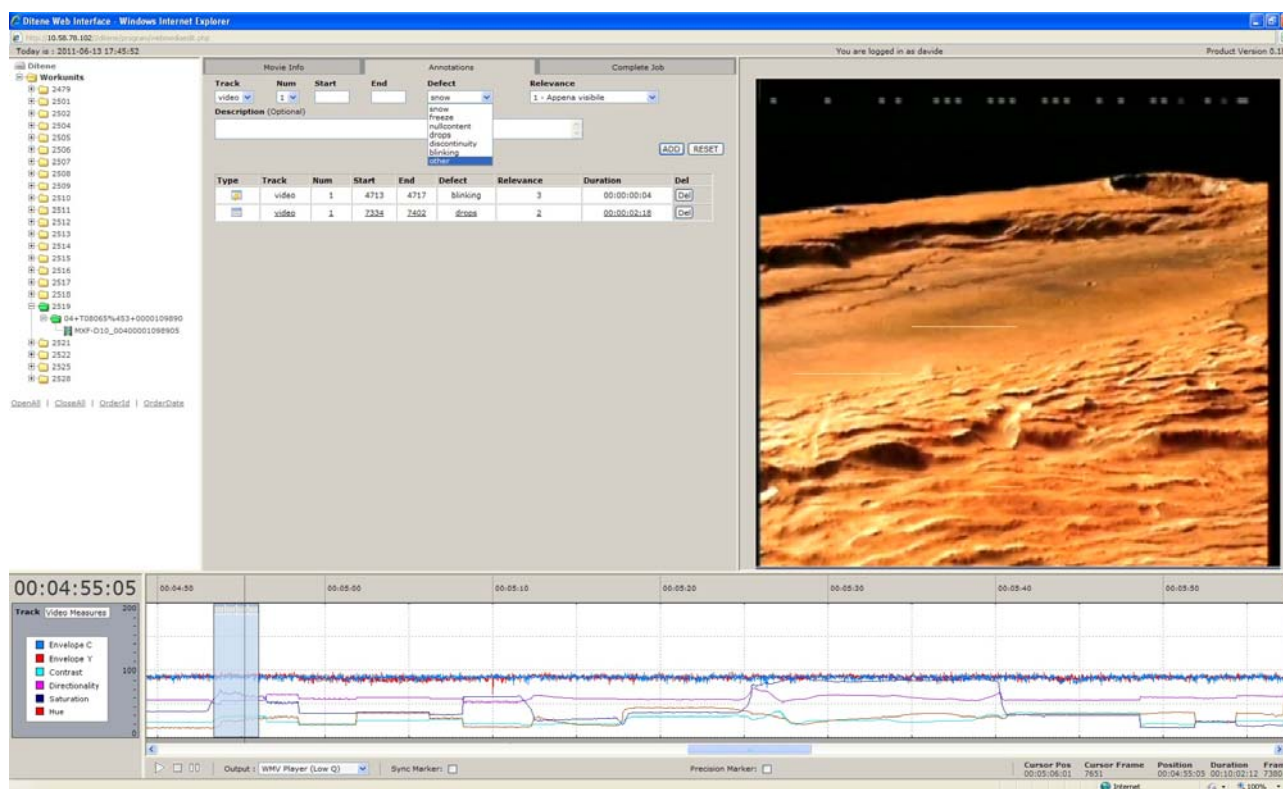 Ditene Web Interface - Windows Internet Explorer
Today is : 2011-06-13 17:45:52
You are logged in as davide
Ditene
Workunits
2479
2501
2502
2504
2505
2506
2507
2508
2509
2510
2511
2512
2513
2514
2515
2516
2517
2518
2519
04+T08065%453+0000109890
MXF-D10_00400001098905
2521
2522
2525
2528
OpenAll | CloseAll | OrderId | OrderDate
Movie Info Annotations Complete Job
Track Num Start End Defect Relevance
video 1 snow 1 - Appena visibile
Description (Optional)
snow
freeze
nullcontent
drops
discontinuity
blinking
other
ADD RESET
Type Track Num Start End Defect Relevance Duration Del
video 1 4713 4717 blinking 3 00:00:00:04 Del
video 1 7334 7402 drops 2 00:00:02:18 Del
00:04:55:05
00:04:50 00:05:00 00:05:10 00:05:20 00:05:30 00:05:40 00:05:50
Track Video Measures
200
100
0
Envelope C
Envelope Y
Contrast
Directionality
Saturation
Hue
Output : WMV Player (Low Q) Sync Marker: Precision Marker:
Cursor Pos Cursor Frame Position Duration
00:05:06:01 7651 00:04:55:05 00:10:02:12 7380
Internet 100%